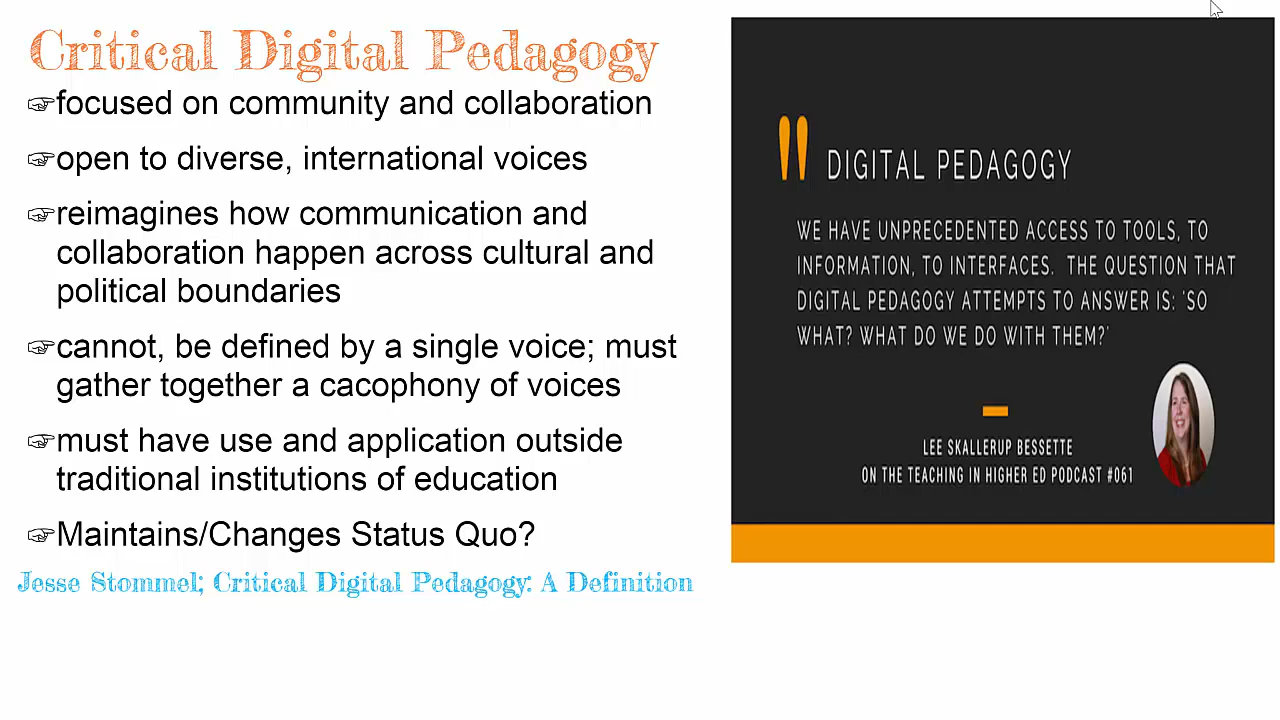 Critical Digital Pedagogy
☞focused on community and collaboration
☞open to diverse, international voices
☞reimagines how communication and
collaboration happen across cultural and
political boundaries
☞cannot, be defined by a single voice; must
gather together a cacophony of voices
☞must have use and application outside
traditional institutions of education
☞Maintains/Changes Status Quo?
Jesse Stommel; Critical Digital Pedagogy: A Definition
" DIGITAL PEDAGOGY
WE HAVE UNPRECEDENTED ACCESS TO TOOLS, TO
INFORMATION, TO INTERFACES. THE QUESTION THAT
DIGITAL PEDAGOGY ATTEMPTS TO ANSWER IS: 'SO
WHAT? WHAT DO WE DO WITH THEM?'
LEE SKALLERUP BESSETTE
ON THE TEACHING IN HIGHER ED PODCAST #061